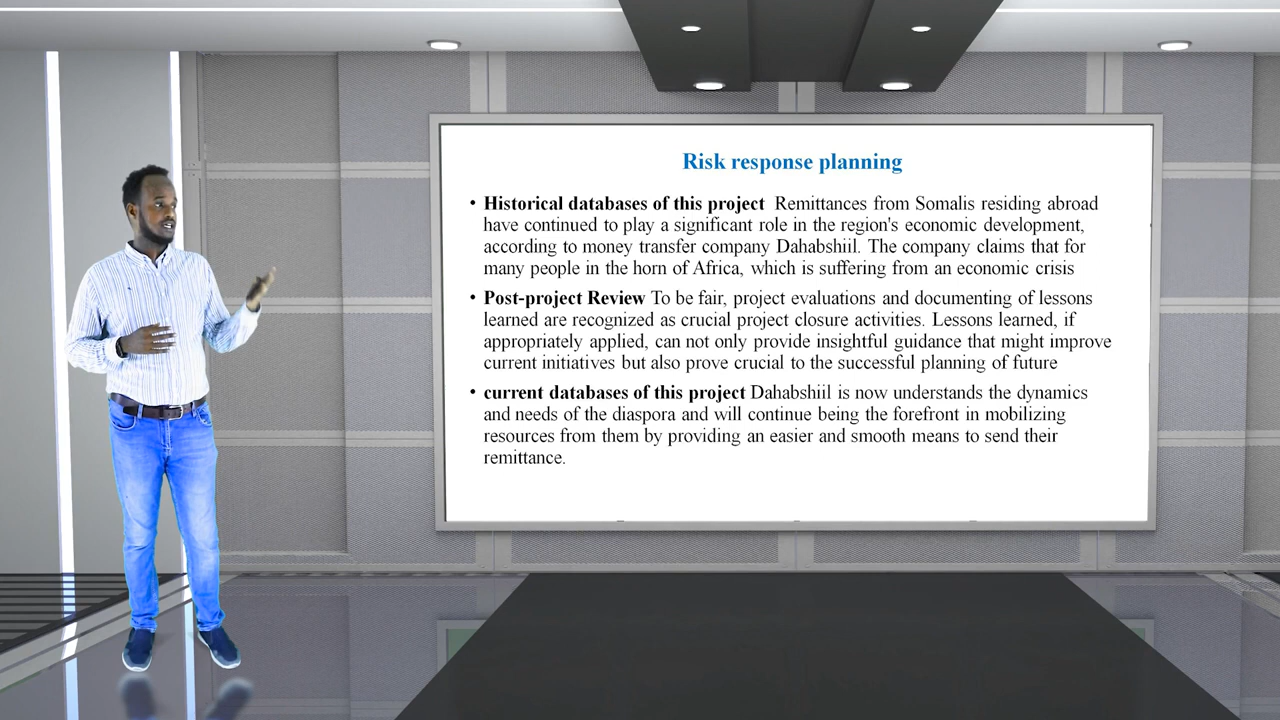 Risk response planning
• Historical databases of this project Remittances from Somalis residing abroad
have continued to play a significant role in the region's economic development,
according to money transfer company Dahabshiil. The company claims that for
many people in the horn of Africa, which is suffering from an economic crisis
• Post-project Review To be fair, project evaluations and documenting of lessons
learned are recognized as crucial project closure activities. Lessons learned, if
appropriately applied, can not only provide insightful guidance that might improve
current initiatives but also prove crucial to the successful planning of future
• current databases of this project Dahabshiil is now understands the dynamics
and needs of the diaspora and will continue being the forefront in mobilizing
resources from them by providing an easier and smooth means to send their
remittance.